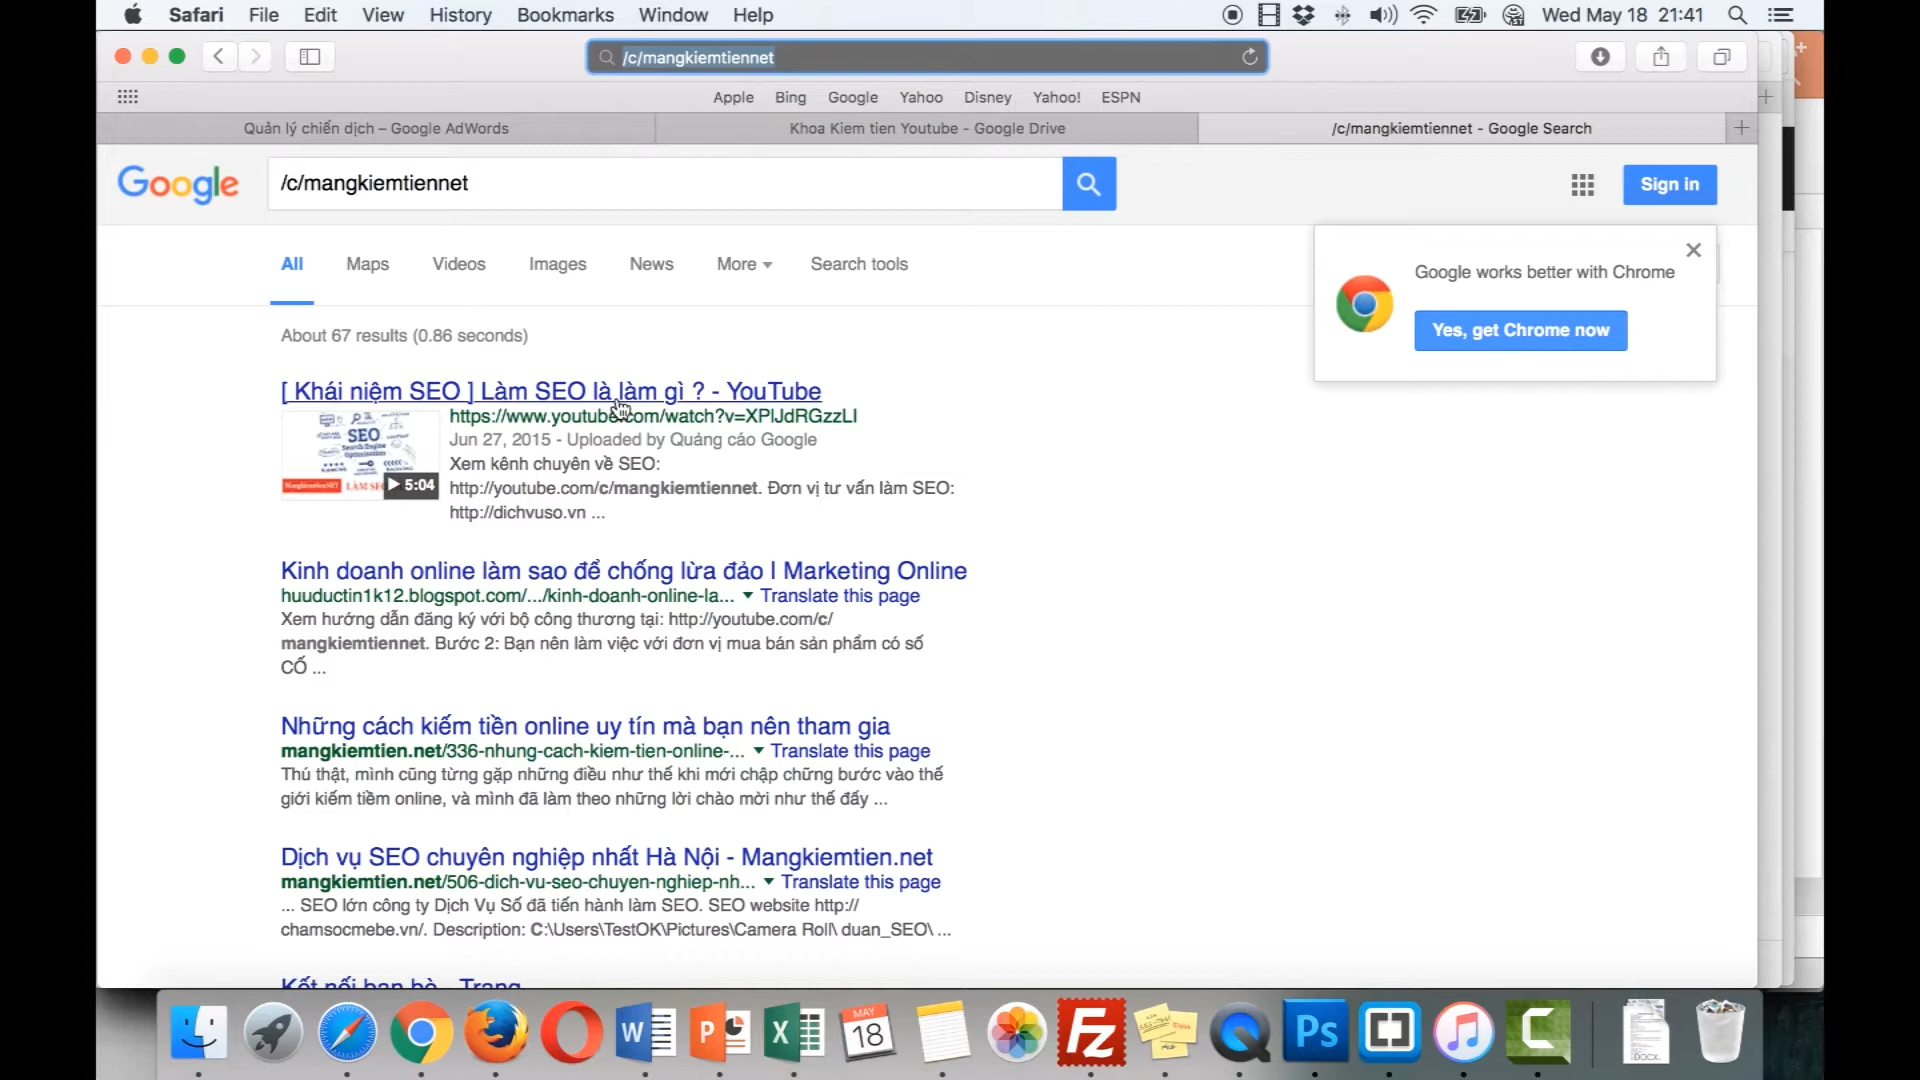 Safari File Edit View History Bookmarks Window Help Wed May 18 21:41
/c/mangkiemtiennet
Apple Bing Google Yahoo Disney Yahoo! ESPN
Quản lý chiến dịch – Google AdWords Khoa Kiem tien Youtube - Google Drive /c/mangkiemtiennet - Google Search
Google /c/mangkiemtiennet Sign in
All Maps Videos Images News More Search tools
Google works better with Chrome
Yes, get Chrome now
About 67 results (0.86 seconds)
[ Khái niệm SEO ] Làm SEO là làm gì ? - YouTube
https://www.youtube.com/watch?v=XPlJdRGzzLI
Jun 27, 2015 - Uploaded by Quảng cáo Google
Xem kênh chuyên về SEO:
http://youtube.com/c/mangkiemtiennet. Đơn vị tư vấn làm SEO:
http://dichvuso.vn ...
SEO
5:04
Kinh doanh online làm sao để chống lừa đảo I Marketing Online
huuductin1k12.blogspot.com/.../kinh-doanh-online-la... Translate this page
Xem hướng dẫn đăng ký với bộ công thương tại: http://youtube.com/c/
mangkiemtiennet. Bước 2: Bạn nên làm việc với đơn vị mua bán sản phẩm có số
CỐ ...
Những cách kiếm tiền online uy tín mà bạn nên tham gia
mangkiemtien.net/336-nhung-cach-kiem-tien-online-... Translate this page
Thú thật, mình cũng từng gặp những điều như thế khi mới chập chững bước vào thế
giới kiếm tiềm online, và mình đã làm theo những lời chào mời như thế đấy ...
Dịch vụ SEO chuyên nghiệp nhất Hà Nội - Mangkiemtien.net
mangkiemtien.net/506-dich-vu-seo-chuyen-nghiep-nh... Translate this page
... SEO lớn công ty Dịch Vụ Số đã tiến hành làm SEO. SEO website http://
chamsocmebe.vn/. Description: C:\Users\TestOK\Pictures\Camera Roll\ duan_SEO\ ...
Kết nối bạn bè - Trang
W P X MAY 18 Fz Ps C DOCX